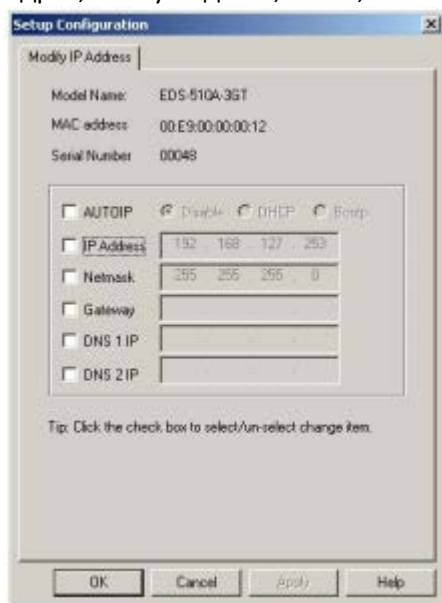 Setup Configuration
Modify IP Address
Model Name: EDS-510A-3GT
MAC address 00:E9:00:00:00:12
Serial Number 00048
AUTOIP Disable DHCP Bootp
IP Address 192 . 168 . 127 . 253
Netmask 255 . 255 . 255 . 0
Gateway
DNS 1 IP
DNS 2 IP
Tip: Click the check box to select/un-select change item.
OK Cancel Apply Help